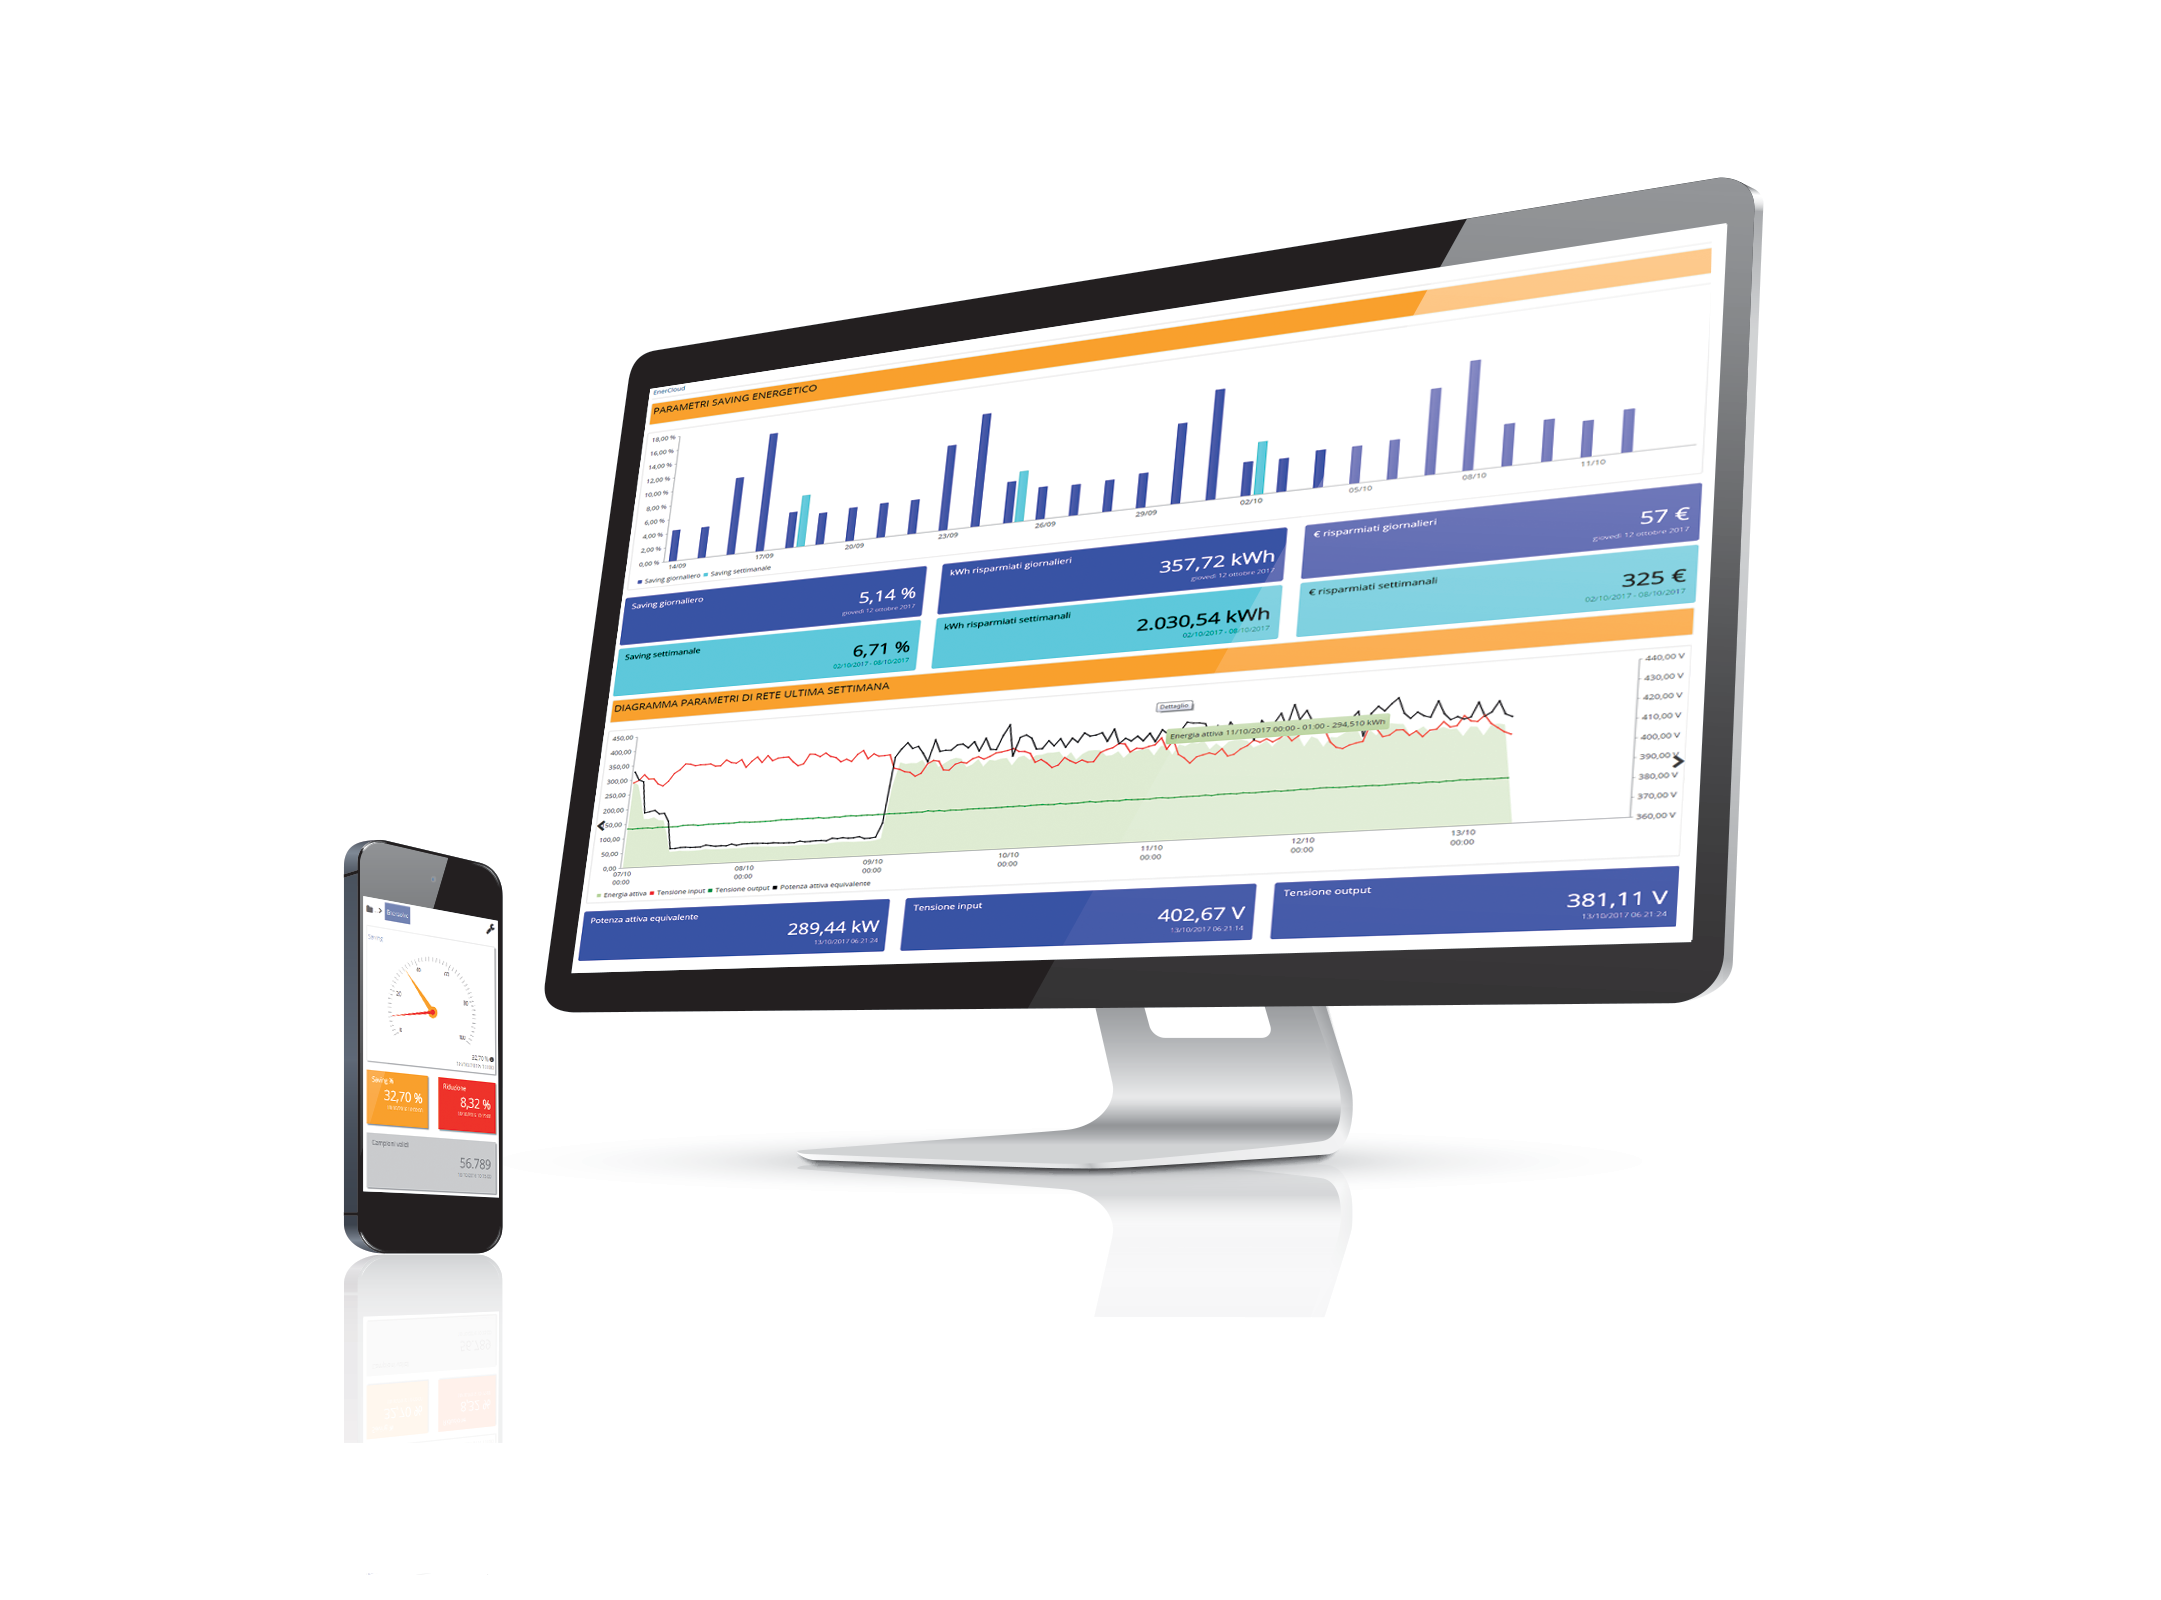 EnerCloud
PARAMETRI SAVING ENERGETICO
18,00 %
16,00 %
14,00 %
12,00 %
10,00 %
8,00 %
6,00 %
4,00 %
2,00 %
0,00 %
14/09
17/09
20/09
23/09
26/09
29/09
02/10
05/10
08/10
11/10
Saving giornaliero Saving settimanale
Saving giornaliero
5,14 %
giovedì 12 ottobre 2017
kWh risparmiati giornalieri
357,72 kWh
giovedì 12 ottobre 2017
€ risparmiati giornalieri
57 €
giovedì 12 ottobre 2017
Saving settimanale
6,71 %
02/10/2017 - 08/10/2017
kWh risparmiati settimanali
2.030,54 kWh
02/10/2017 - 08/10/2017
€ risparmiati settimanali
325 €
02/10/2017 - 08/10/2017
DIAGRAMMA PARAMETRI DI RETE ULTIMA SETTIMANA
Dettaglio
Energia attiva 11/10/2017 00:00 - 01:00 - 294,510 kWh
450,00
400,00
350,00
300,00
250,00
200,00
50,00
100,00
50,00
0,00
440,00 V
430,00 V
420,00 V
410,00 V
400,00 V
390,00 V
380,00 V
370,00 V
360,00 V
07/10
00:00
08/10
00:00
09/10
00:00
10/10
00:00
11/10
00:00
12/10
00:00
13/10
00:00
Energia attiva Tensione input Tensione output Potenza attiva equivalente
Potenza attiva equivalente
289,44 kW
13/10/2017 06:21:24
Tensione input
402,67 V
13/10/2017 06:21:14
Tensione output
381,11 V
13/10/2017 06:21:24
Saving
20
100
32,70 %
Saving %
32,70 %
Riduzione
8,32 %
Campioni validi
56.789